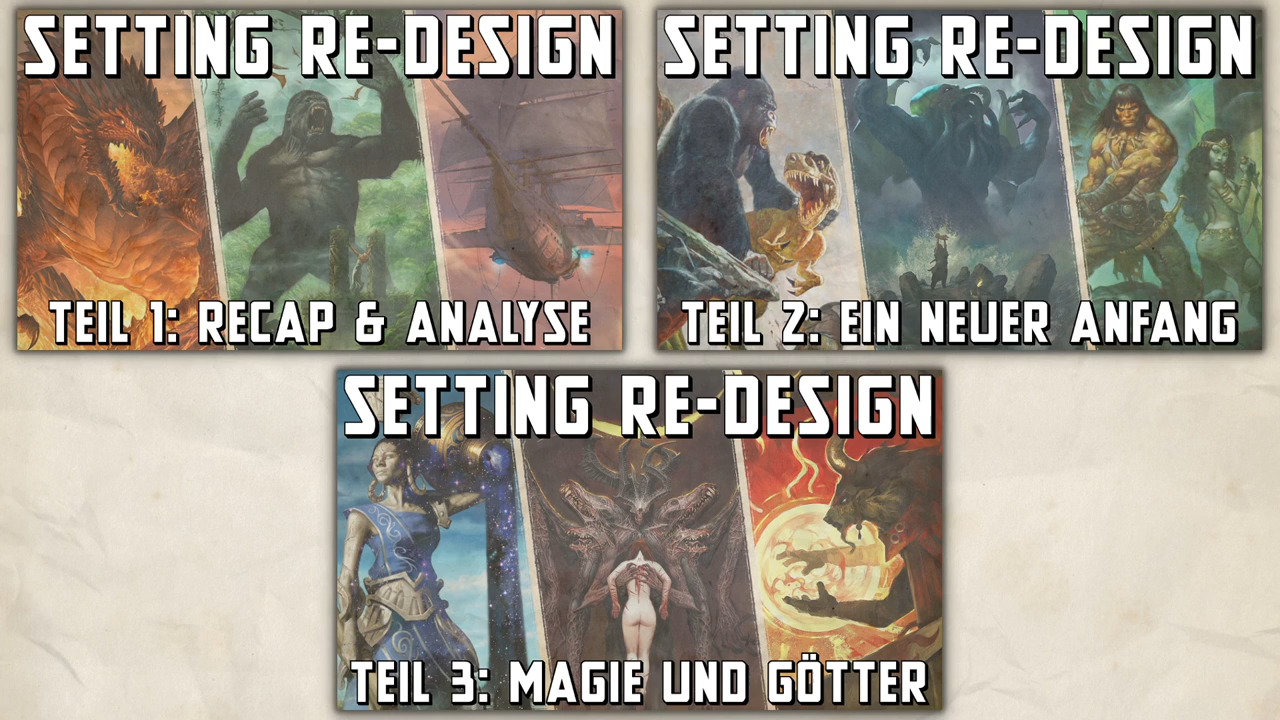 SETTING RE-DESIGN
TEIL 1: RECAP & ANALYSE
SETTING RE-DESIGN
TEIL 2: EIN NEUER ANFANG
SETTING RE-DESIGN
TEIL 3: MAGIE UND GÖTTER